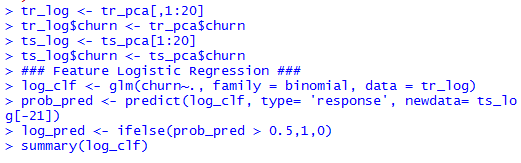 > tr_log <- tr_pca[,1:20]
> tr_log$churn <- tr_pca$churn
> ts_log <- ts_pca[1:20]
> ts_log$churn <- ts_pca$churn
> ### Feature Logistic Regression ###
> log_clf <- glm(churn~., family = binomial, data = tr_log)
> prob_pred <- predict(log_clf, type= 'response', newdata= ts_lo
g[-21])
> log_pred <- ifelse(prob_pred > 0.5,1,0)
> summary(log_clf)